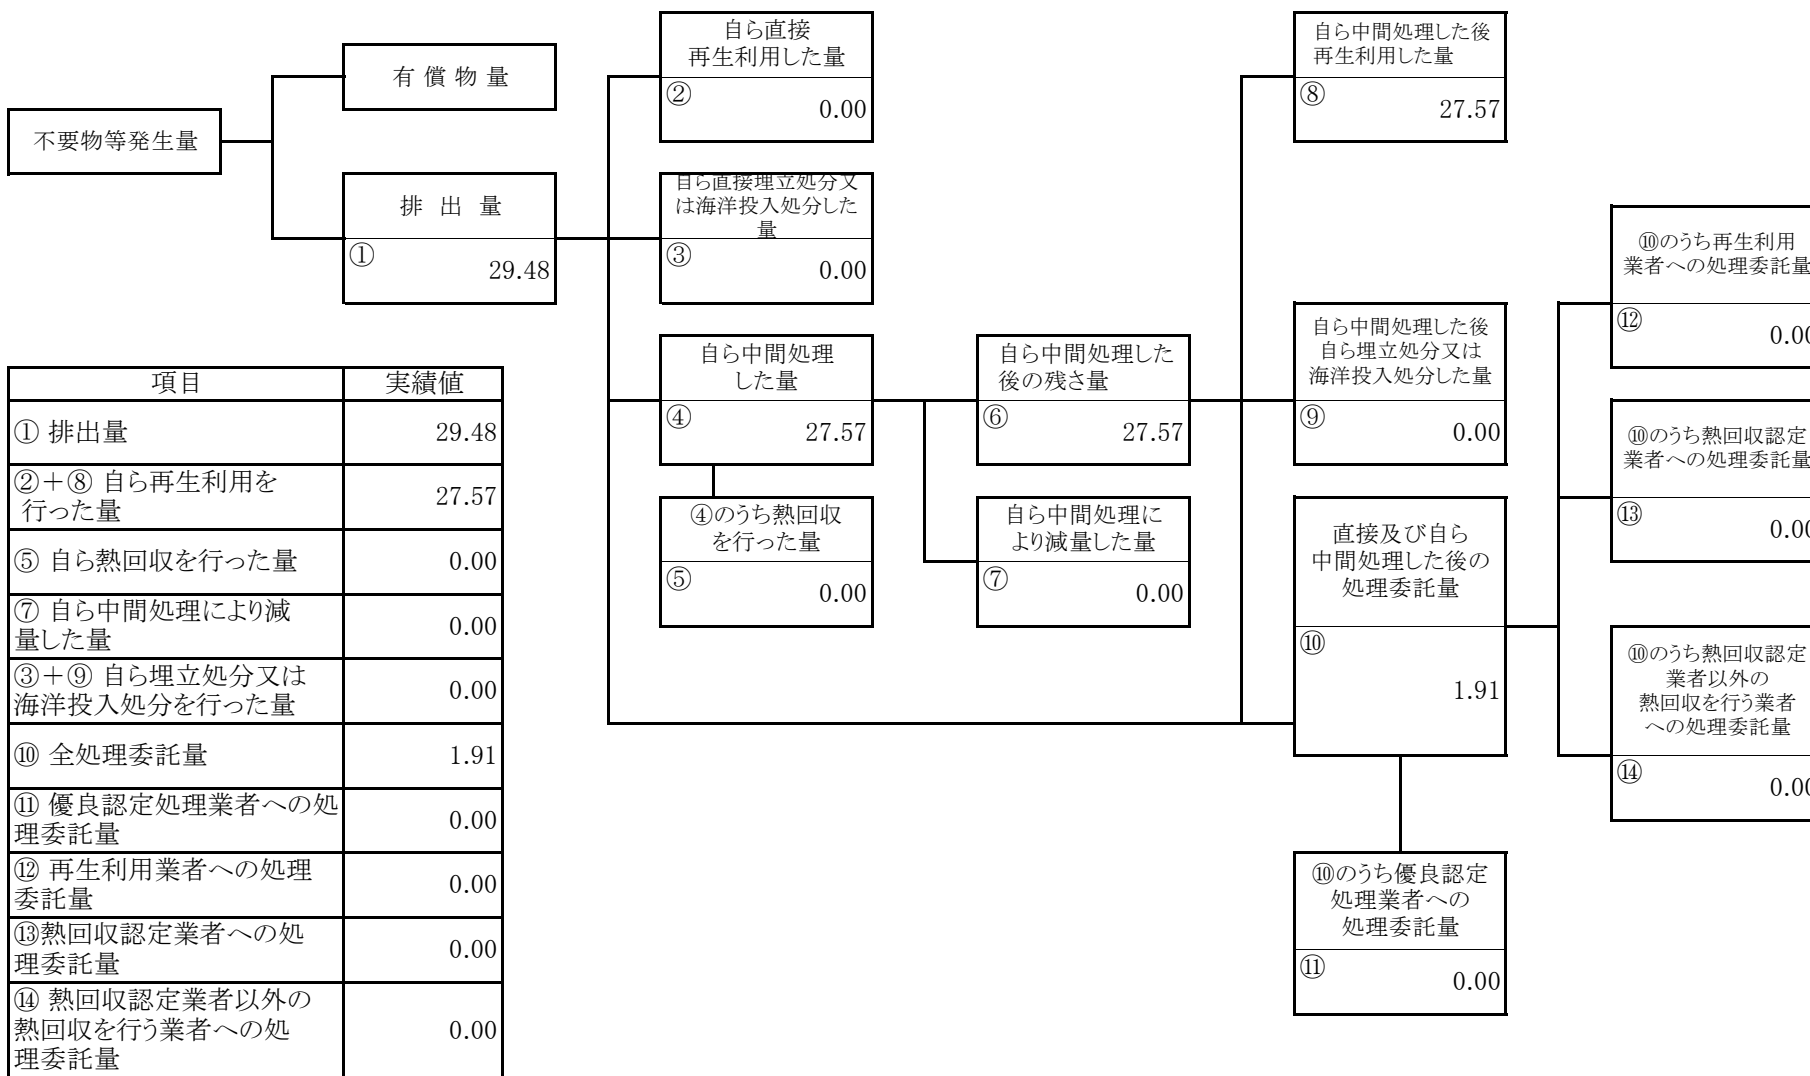 不要物等発生量
有 償 物 量
排 出 量
①
29.48
自ら直接
再生利用した量
②
0.00
自ら直接埋立処分又
は海洋投入処分した
量
③
0.00
自ら中間処理
した量
④
27.57
④のうち熱回収
を行った量
⑤
0.00
自ら中間処理した
後の残さ量
⑥
27.57
自ら中間処理に
より減量した量
⑦
0.00
自ら中間処理した後
再生利用した量
⑧
27.57
自ら中間処理した後
自ら埋立処分又は
海洋投入処分した量
⑨
0.00
直接及び自ら
中間処理した後の
処理委託量
⑩
1.91
⑩のうち優良認定
処理業者への
処理委託量
⑪
0.00
⑩のうち再生利用
業者への処理委託量
⑫
0.00
⑩のうち熱回収認定
業者への処理委託量
⑬
0.00
⑩のうち熱回収認定
業者以外の
熱回収を行う業者
への処理委託量
⑭
0.00
項目 実績値
① 排出量 29.48
②＋⑧ 自ら再生利用を
行った量 27.57
⑤ 自ら熱回収を行った量 0.00
⑦ 自ら中間処理により減
量した量 0.00
③＋⑨ 自ら埋立処分又は
海洋投入処分を行った量 0.00
⑩ 全処理委託量 1.91
⑪ 優良認定処理業者への処
理委託量 0.00
⑫ 再生利用業者への処理
委託量 0.00
⑬熱回収認定業者への処
理委託量 0.00
⑭ 熱回収認定業者以外の
熱回収を行う業者への処
理委託量 0.00